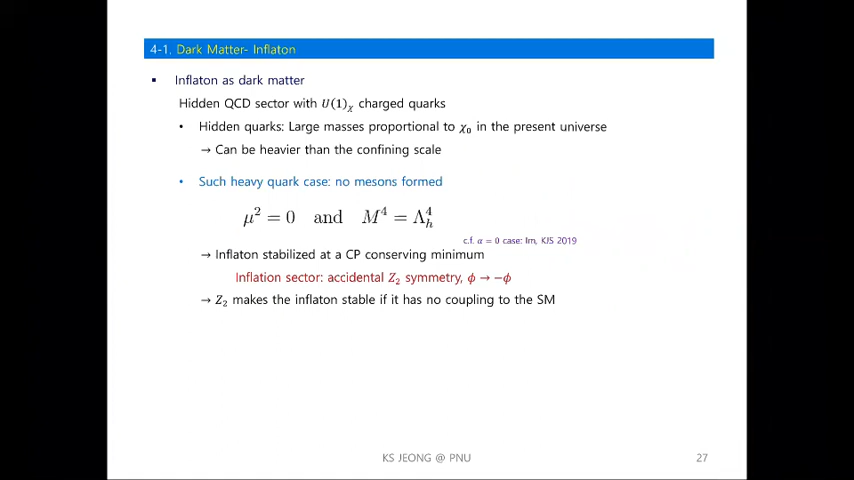 4-1. Dark Matter- Inflaton
▪ Inflaton as dark matter
Hidden QCD sector with U(1)_χ charged quarks
• Hidden quarks: Large masses proportional to χ₀ in the present universe
→ Can be heavier than the confining scale
• Such heavy quark case: no mesons formed
μ² = 0 and M⁴ = Λ_h⁴
c.f. α = 0 case: Im, KJS 2019
→ Inflaton stabilized at a CP conserving minimum
Inflation sector: accidental Z₂ symmetry, ϕ → −ϕ
→ Z₂ makes the inflaton stable if it has no coupling to the SM
KS JEONG @ PNU
27